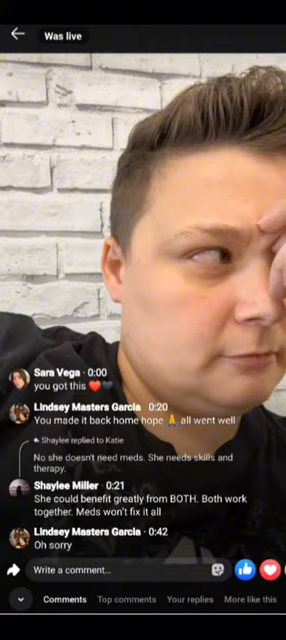 Was live
Sara Vega · 0:00
you got this ❤️💙
Lindsey Masters Garcia 0:20
You made it back home hope 🙏 all went well
Shaylee replied to Katie
No she doesn't need meds. She needs skills and
therapy.
Shaylee Miller · 0:21
She could benefit greatly from BOTH. Both work
together. Meds won't fix it all
Lindsey Masters Garcia · 0:42
Oh sorry
Write a comment...
Comments Top comments Your replies More like this